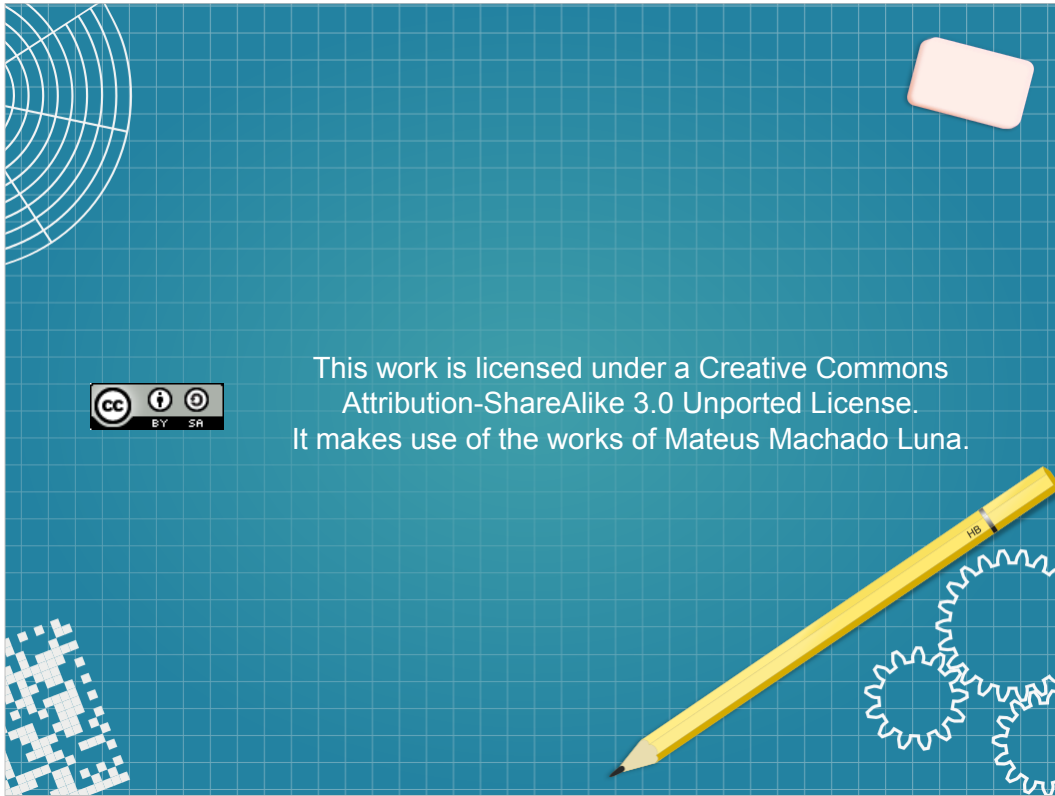 This work is licensed under a Creative Commons
Attribution-ShareAlike 3.0 Unported License.
It makes use of the works of Mateus Machado Luna.
cc
BY SA
HB